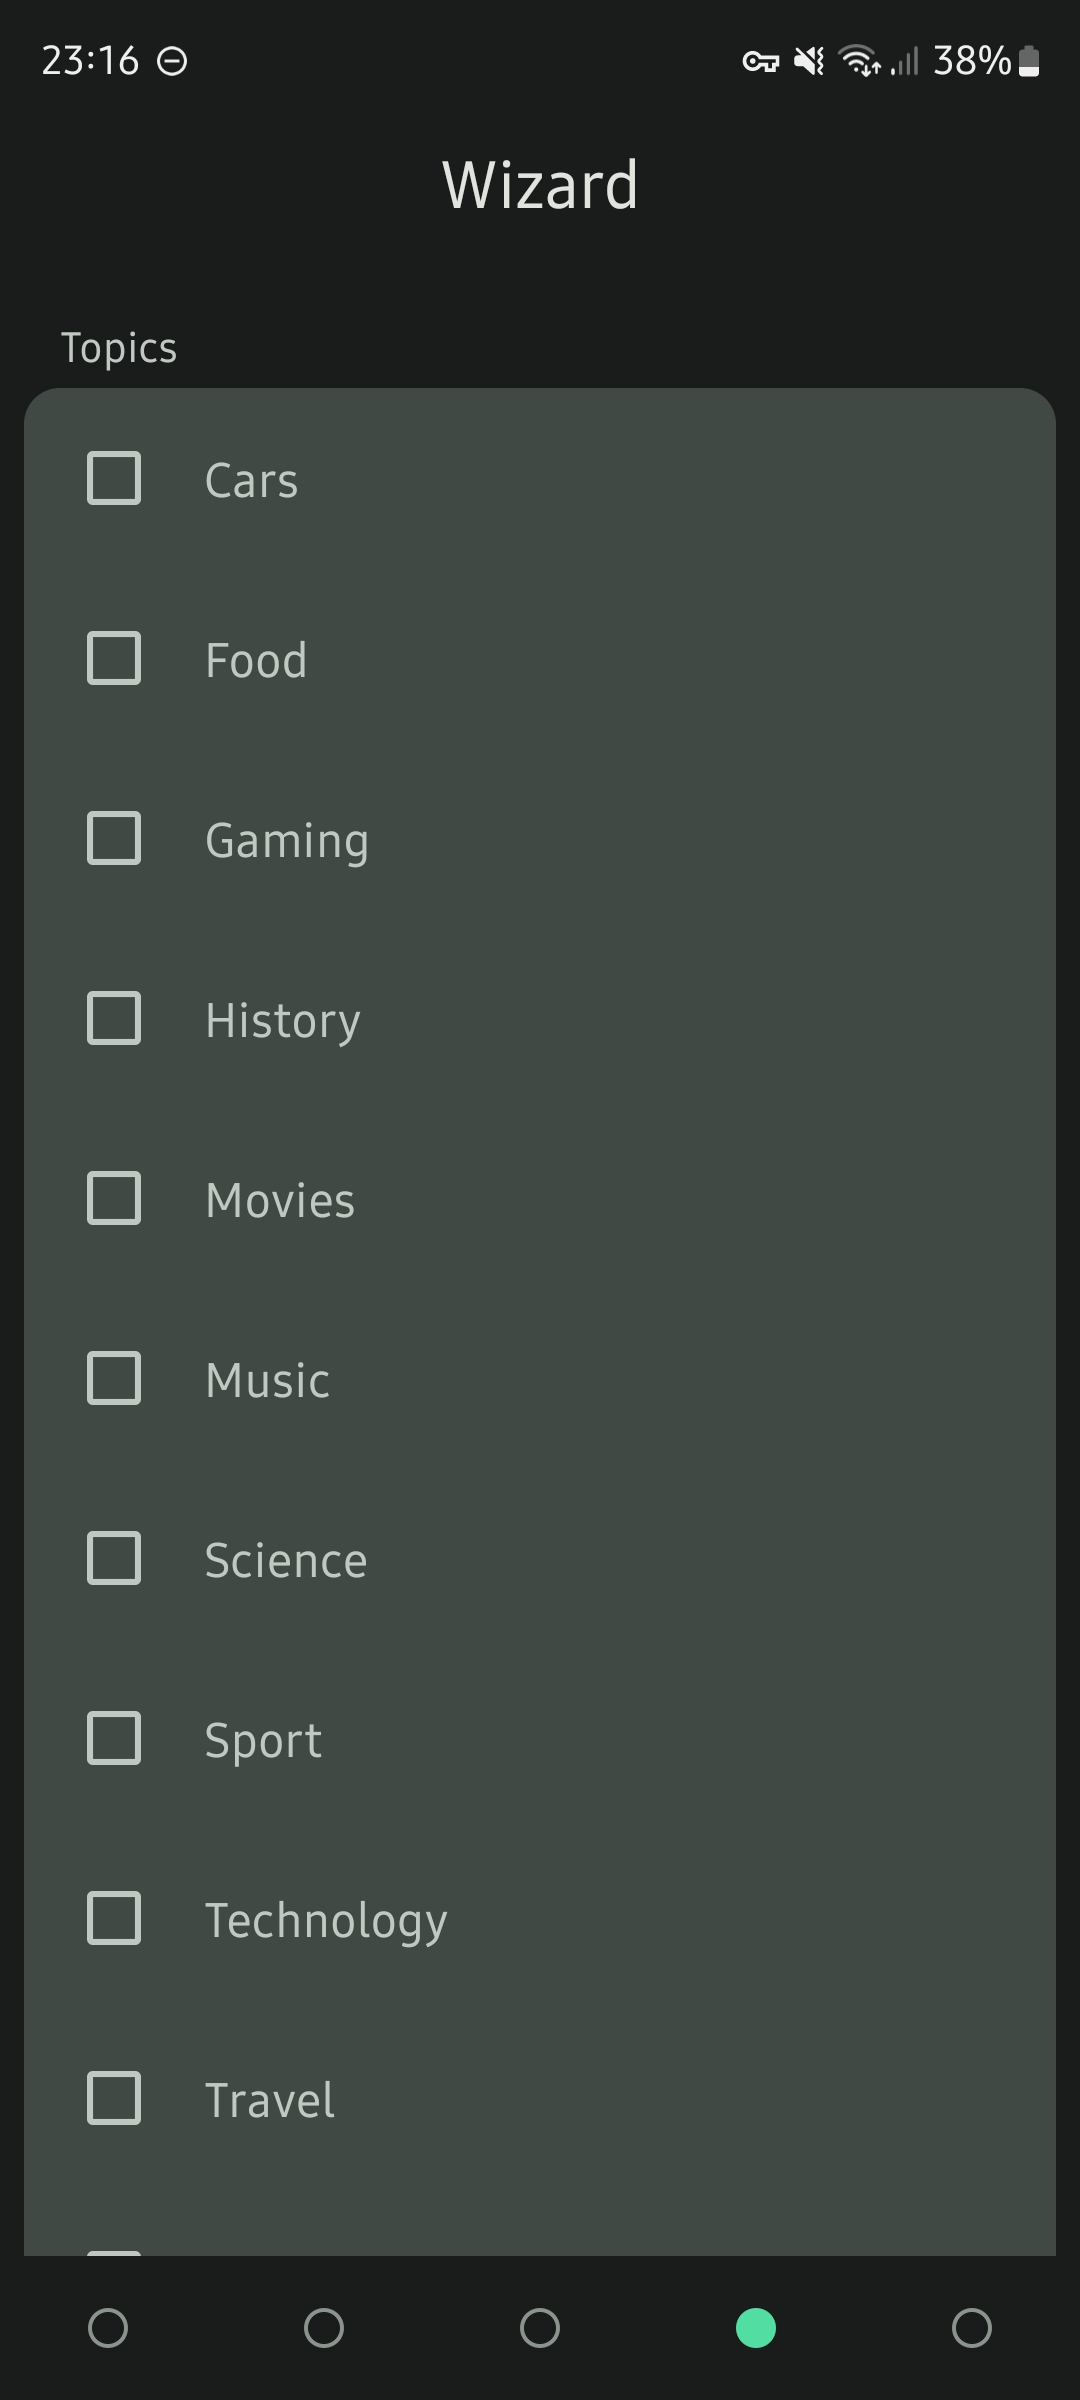 23:16
38%
Wizard
Topics
Cars
Food
Gaming
History
Movies
Music
Science
Sport
Technology
Travel